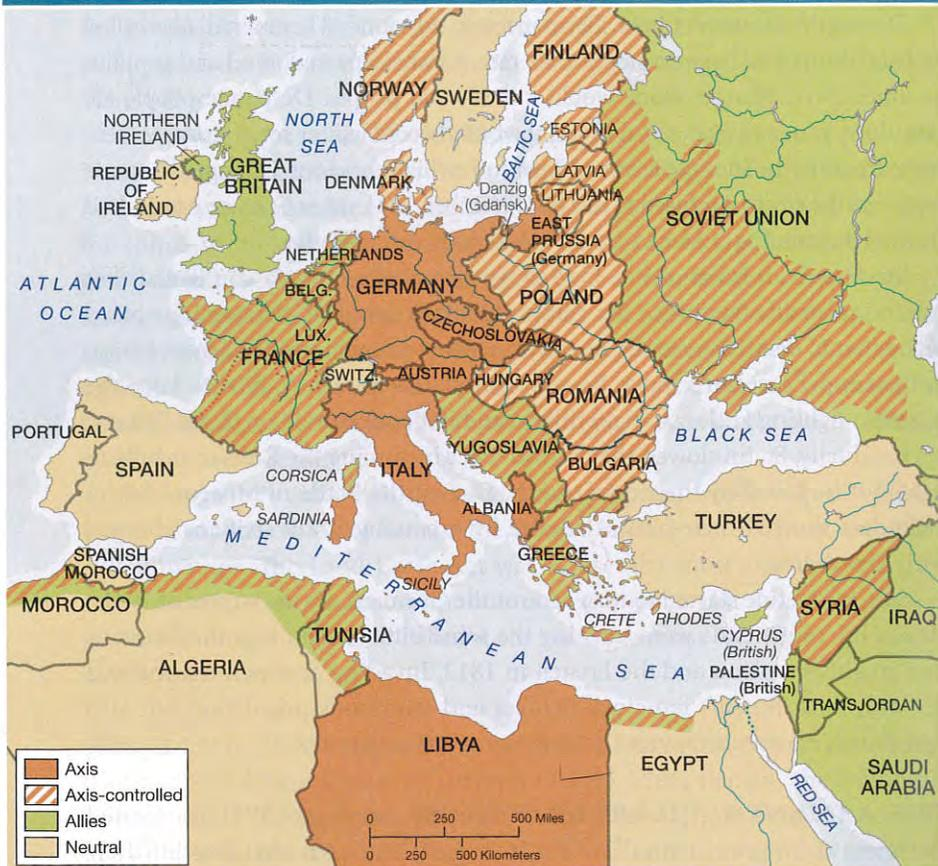 NORWAY
FINLAND
SWEDEN
NORTHERN
IRELAND
NORTH
SEA
BALTIC SEA
ESTONIA
REPUBLIC
OF
IRELAND
GREAT
BRITAIN
DENMARK
LATVIA
LITHUANIA
Danzig
(Gdańsk)
SOVIET UNION
EAST
PRUSSIA
(Germany)
NETHERLANDS
ATLANTIC
OCEAN
BELG.
GERMANY
POLAND
LUX.
CZECHOSLOVAKIA
FRANCE
SWITZ.
AUSTRIA
HUNGARY
ROMANIA
PORTUGAL
SPAIN
CORSICA
ITALY
YUGOSLAVIA
BLACK SEA
BULGARIA
SARDINIA
ALBANIA
TURKEY
MEDITERRANEAN SEA
GREECE
SPANISH
MOROCCO
SICILY
MOROCCO
CRETE
RHODES
SYRIA
IRAQ
TUNISIA
CYPRUS
(British)
ALGERIA
PALESTINE
(British)
TRANSJORDAN
LIBYA
EGYPT
SAUDI
ARABIA
RED SEA
Axis
Axis-controlled
Allies
Neutral
0 250 500 Miles
0 250 500 Kilometers